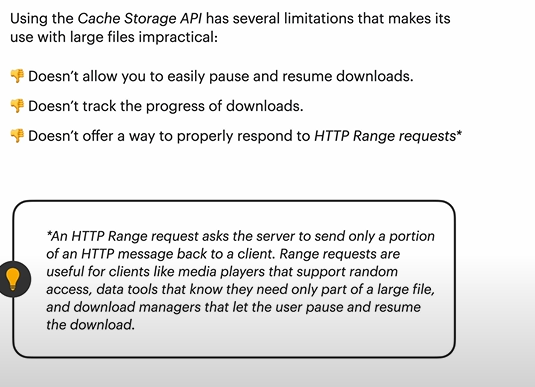 Using the Cache Storage API has several limitations that makes its
use with large files impractical:
👎 Doesn’t allow you to easily pause and resume downloads.
👎 Doesn’t track the progress of downloads.
👎 Doesn’t offer a way to properly respond to HTTP Range requests*
*An HTTP Range request asks the server to send only a portion
of an HTTP message back to a client. Range requests are
useful for clients like media players that support random
access, data tools that know they need only part of a large file,
and download managers that let the user pause and resume
the download.